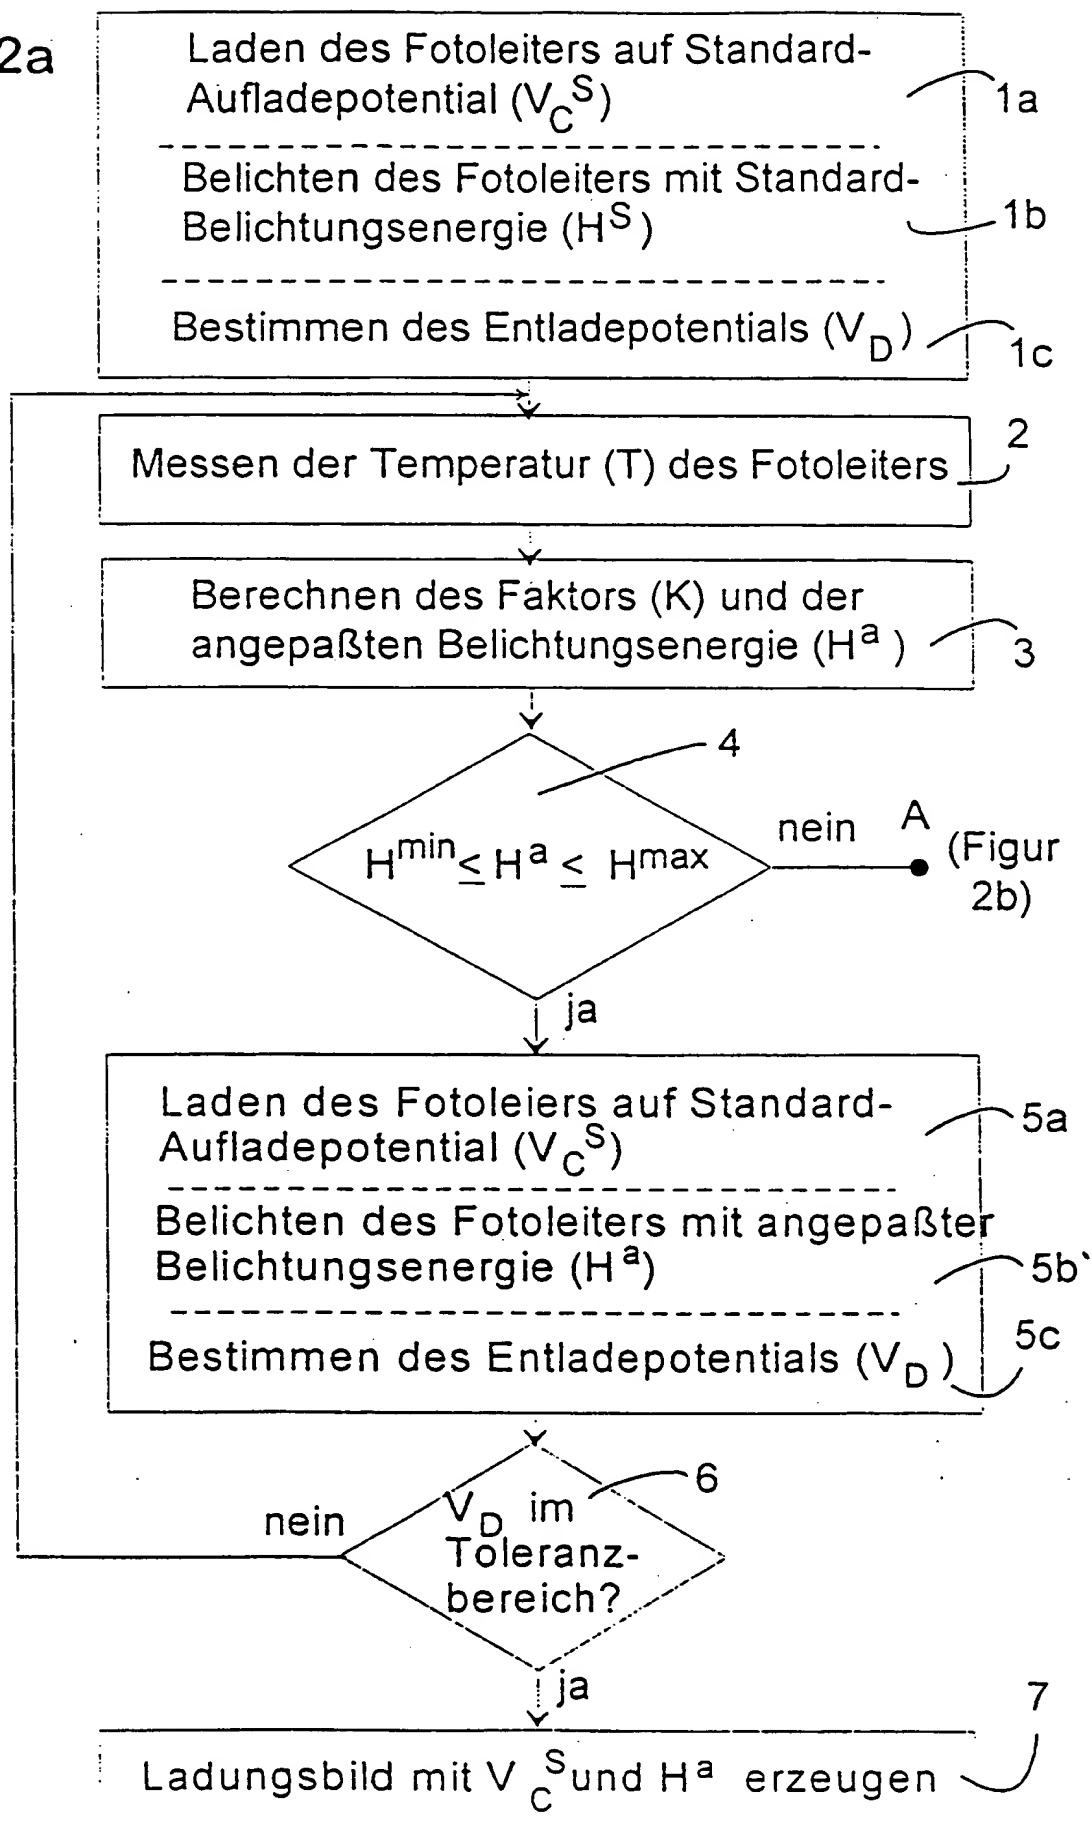 2a
Laden des Fotoleiters auf Standard-
Aufladepotential (V_C^S)
1a
Belichten des Fotoleiters mit Standard-
Belichtungsenergie (H^S)
1b
Bestimmen des Entladepotentials (V_D)
1c
Messen der Temperatur (T) des Fotoleiters
2
Berechnen des Faktors (K) und der
angepaßten Belichtungsenergie (H^a)
3
4
H^min ≤ H^a ≤ H^max
nein
A
(Figur
2b)
ja
Laden des Fotoleiers auf Standard-
Aufladepotential (V_C^S)
5a
Belichten des Fotoleiters mit angepaßter
Belichtungsenergie (H^a)
5b`
Bestimmen des Entladepotentials (V_D)
5c
6
nein
V_D im
Toleranz-
bereich?
ja
7
Ladungsbild mit V_C^S und H^a erzeugen